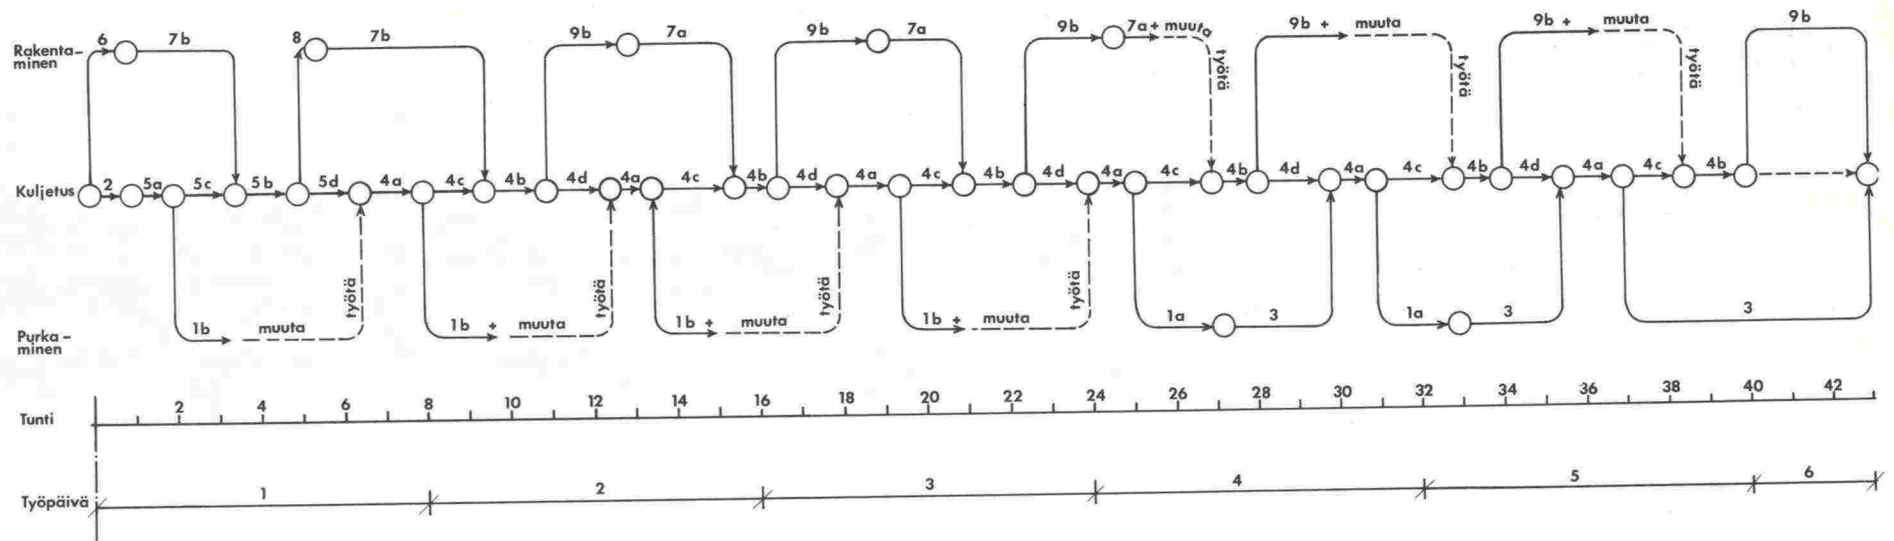 Rakenta-
minen
6 7b 8 7b 9b 7a 9b 7a 9b 7a + muuta työtä 9b + muuta työtä 9b + muuta työtä 9b
Kuljetus 2 5a 5c 5b 5d 4a 4c 4b 4d 4a 4c 4b 4d 4a 4c 4b 4d 4a 4c 4b 4d 4a 4c 4b 4d 4a 4c 4b
Purka-
minen
1b muuta työtä 1b + muuta työtä 1b + muuta työtä 1b + muuta työtä 1a 3 1a 3 3
Tunti 2 4 6 8 10 12 14 16 18 20 22 24 26 28 30 32 34 36 38 40 42
Työpäivä 1 2 3 4 5 6